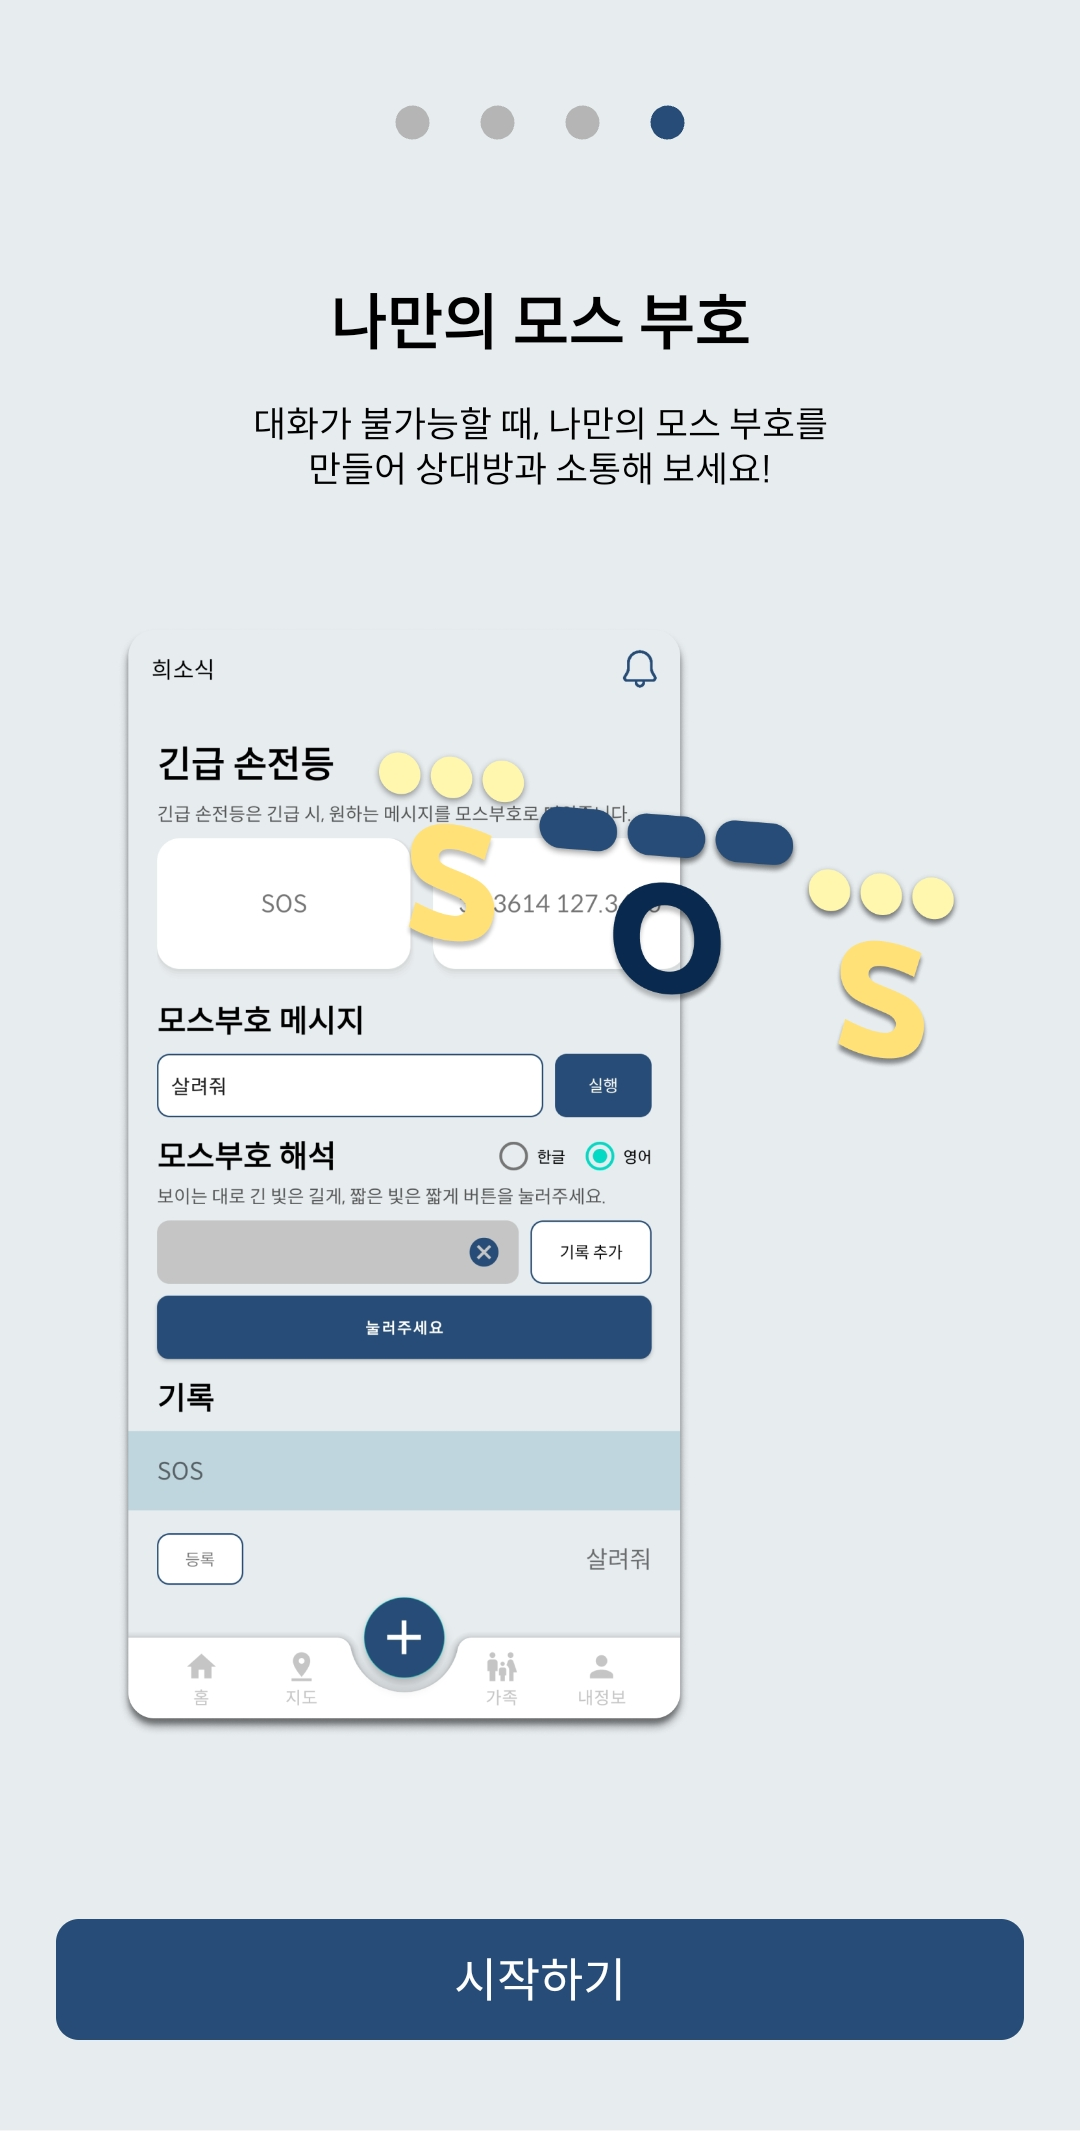 나만의 모스 부호
대화가 불가능할 때, 나만의 모스 부호를
만들어 상대방과 소통해 보세요!
희소식
긴급 손전등
긴급 손전등은 긴급 시, 원하는 메시지를 모스부호로
SOS
S
O
S
모스부호 메시지
살려줘
실행
모스부호 해석
한글
영어
보이는 대로 긴 빛은 길게, 짧은 빛은 짧게 버튼을 눌러주세요.
기록 추가
눌러주세요
기록
SOS
등록
살려줘
홈
지도
가족
내정보
시작하기